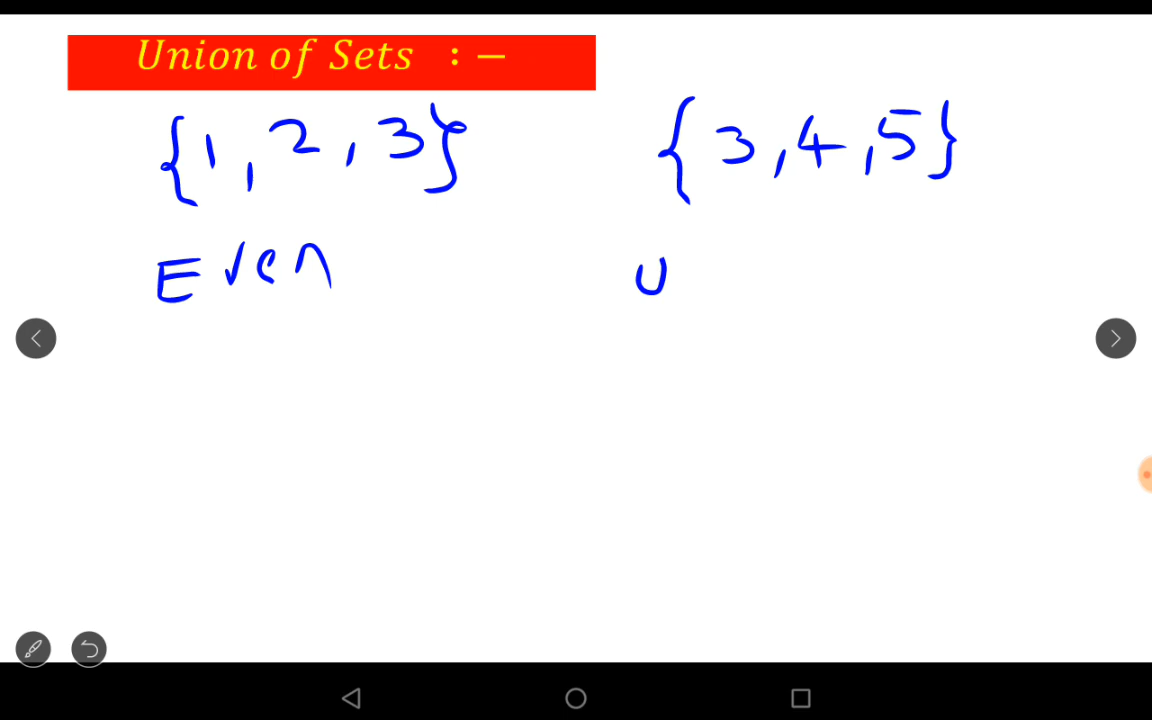 Union of Sets : −
{1, 2, 3} {3, 4, 5}
Even U